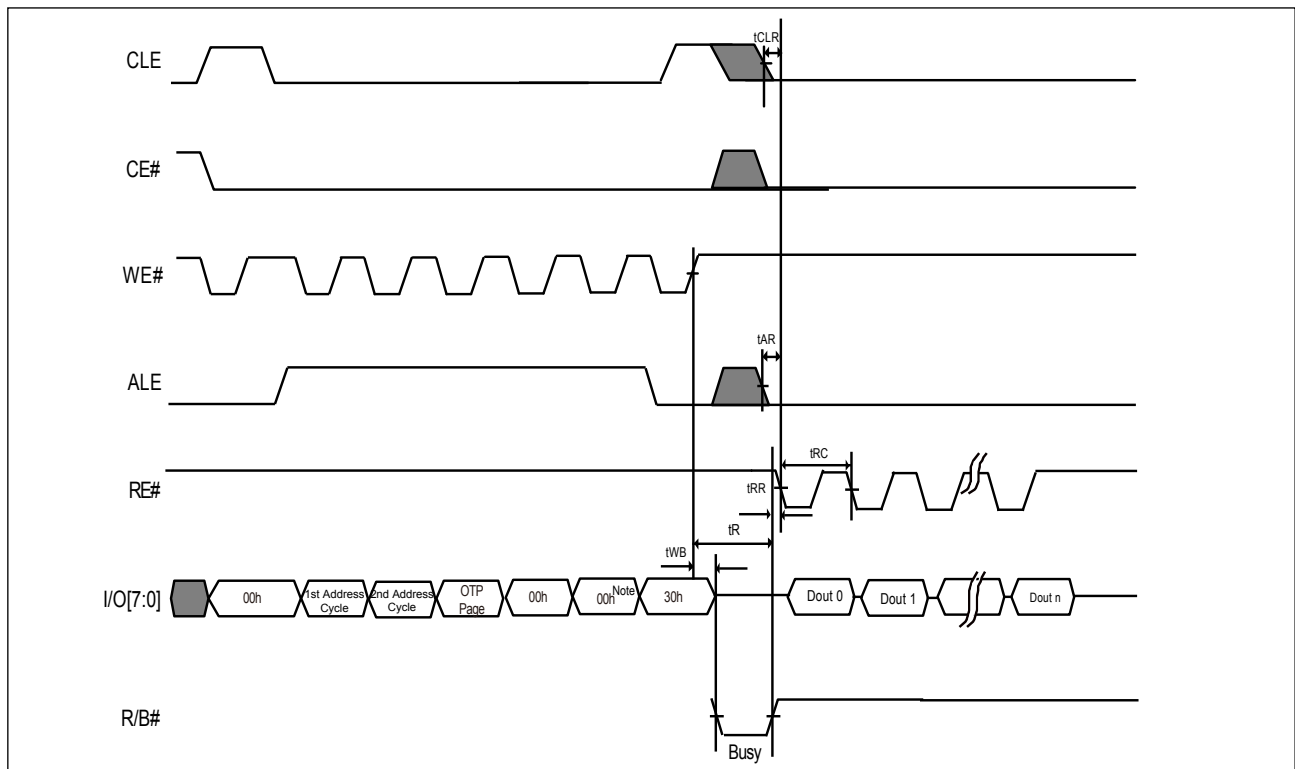 CLE
tCLR
CE#
WE#
ALE
tAR
RE#
tRC
tRR
tR
tWB
I/O[7:0]
00h
1st Address
Cycle
2nd Address
Cycle
OTP
Page
00h
00h Note
30h
Dout 0
Dout 1
Dout n
R/B#
Busy